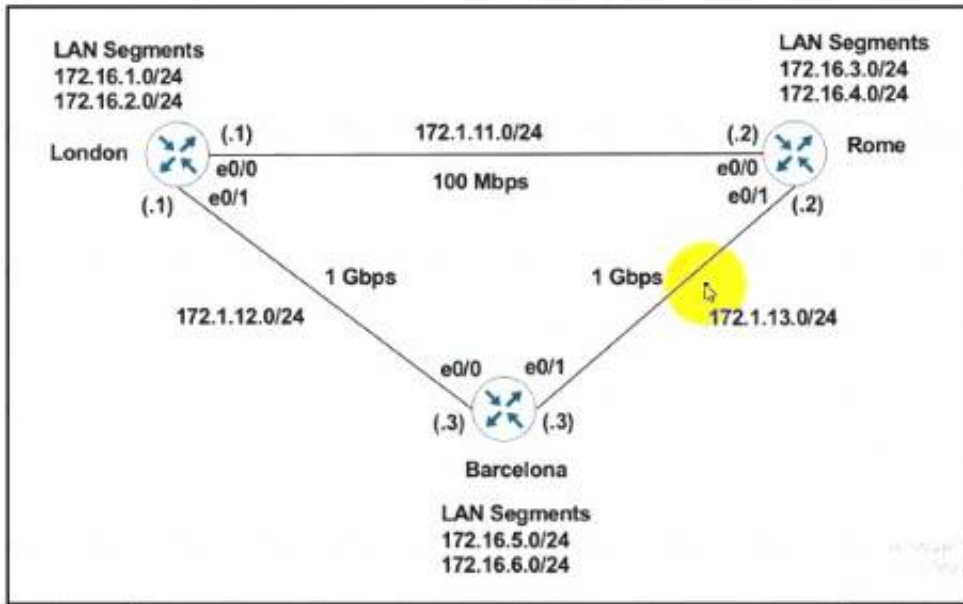 LAN Segments
172.16.1.0/24
172.16.2.0/24
LAN Segments
172.16.3.0/24
172.16.4.0/24
London
(.1)
172.1.11.0/24
(.2)
Rome
e0/0
100 Mbps
e0/0
(.1)
e0/1
e0/1
(.2)
1 Gbps
1 Gbps
172.1.12.0/24
172.1.13.0/24
e0/0
e0/1
(.3)
(.3)
Barcelona
LAN Segments
172.16.5.0/24
172.16.6.0/24